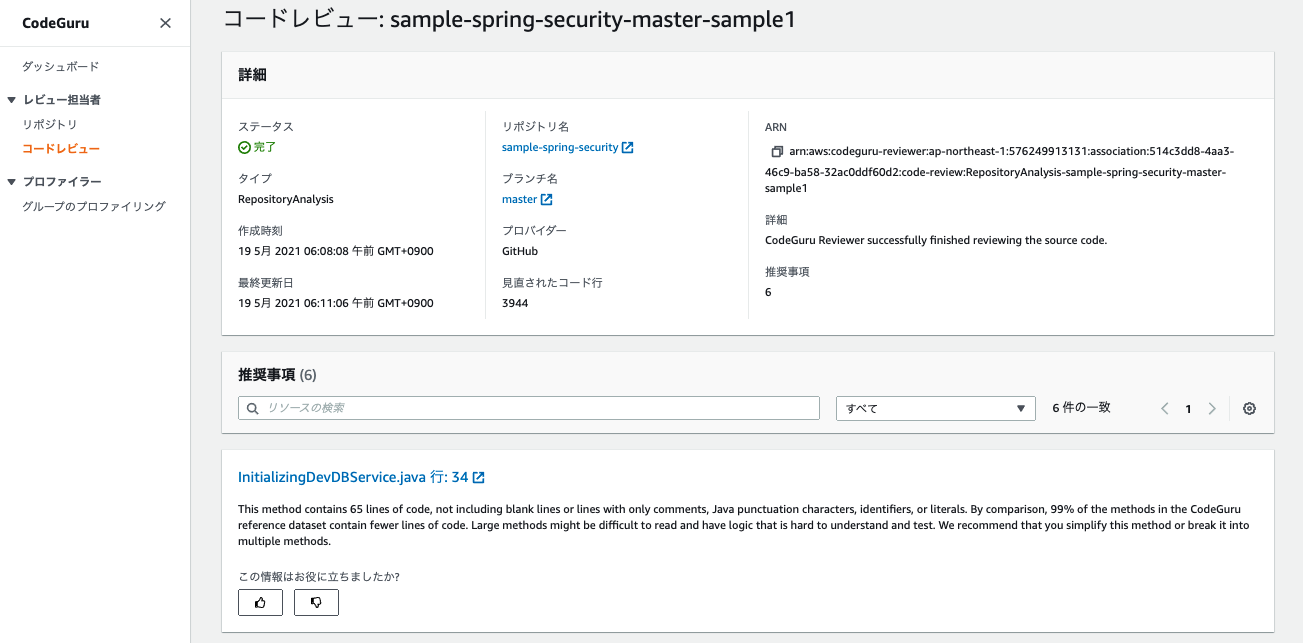 CodeGuru
ダッシュボード
レビュー担当者
リポジトリ
コードレビュー
プロファイラー
グループのプロファイリング
コードレビュー: sample-spring-security-master-sample1
詳細
ステータス
完了
タイプ
RepositoryAnalysis
作成時刻
19 5月 2021 06:08:08 午前 GMT+0900
最終更新日
19 5月 2021 06:11:06 午前 GMT+0900
リポジトリ名
sample-spring-security
ブランチ名
master
プロバイダー
GitHub
見直されたコード行
3944
ARN
arn:aws:codeguru-reviewer:ap-northeast-1:576249913131:association:514c3dd8-4aa3-
46c9-ba58-32ac0ddf60d2:code-review:RepositoryAnalysis-sample-spring-security-master-
sample1
詳細
CodeGuru Reviewer successfully finished reviewing the source code.
推奨事項
6
推奨事項 (6)
リソースの検索
すべて
6 件の一致
1
InitializingDevDBService.java 行: 34
This method contains 65 lines of code, not including blank lines or lines with only comments, Java punctuation characters, identifiers, or literals. By comparison, 99% of the methods in the CodeGuru
reference dataset contain fewer lines of code. Large methods might be difficult to read and have logic that is hard to understand and test. We recommend that you simplify this method or break it into
multiple methods.
この情報はお役に立ちましたか?